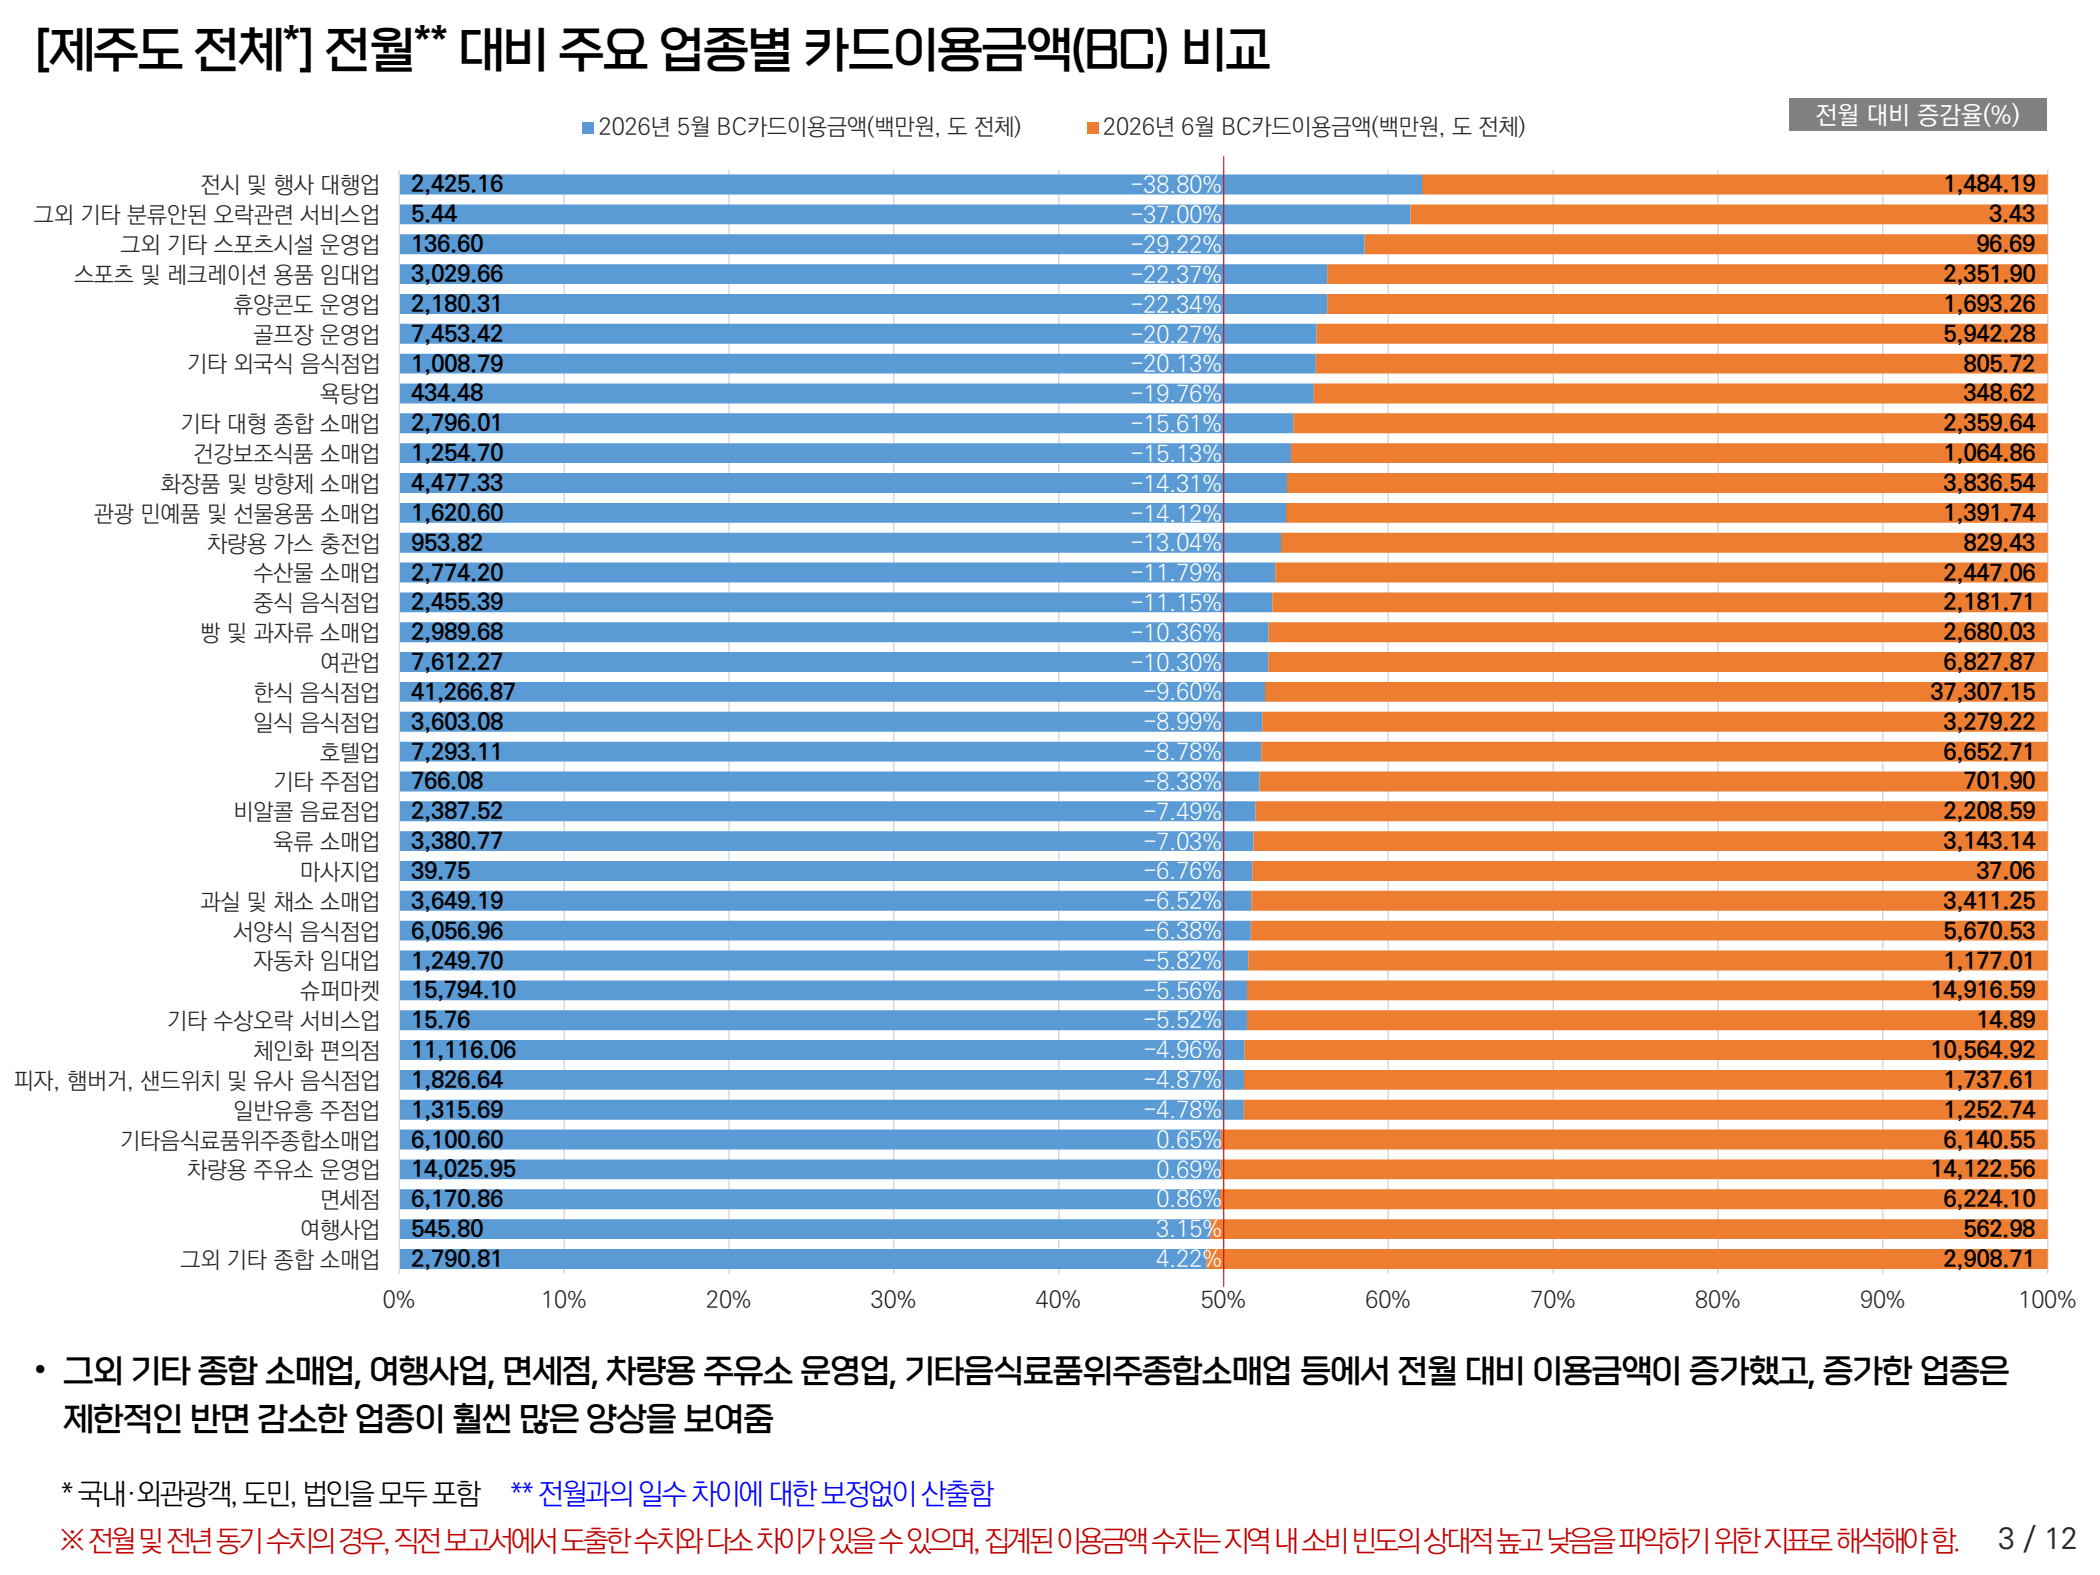 [제주도 전체*] 전월** 대비 주요 업종별 카드이용금액(BC) 비교
2026년 5월 BC카드이용금액(백만원, 도 전체) 2026년 6월 BC카드이용금액(백만원, 도 전체) 전월 대비 증감율(%)
전시 및 행사 대행업 2,425.16 -38.80% 1,484.19
그외 기타 분류안된 오락관련 서비스업 5.44 -37.00% 3.43
그외 기타 스포츠시설 운영업 136.60 -29.22% 96.69
스포츠 및 레크레이션 용품 임대업 3,029.66 -22.37% 2,351.90
휴양콘도 운영업 2,180.31 -22.34% 1,693.26
골프장 운영업 7,453.42 -20.27% 5,942.28
기타 외국식 음식점업 1,008.79 -20.13% 805.72
욕탕업 434.48 -19.76% 348.62
기타 대형 종합 소매업 2,796.01 -15.61% 2,359.64
건강보조식품 소매업 1,254.70 -15.13% 1,064.86
화장품 및 방향제 소매업 4,477.33 -14.31% 3,836.54
관광 민예품 및 선물용품 소매업 1,620.60 -14.12% 1,391.74
차량용 가스 충전업 953.82 -13.04% 829.43
수산물 소매업 2,774.20 -11.79% 2,447.06
중식 음식점업 2,455.39 -11.15% 2,181.71
빵 및 과자류 소매업 2,989.68 -10.36% 2,680.03
여관업 7,612.27 -10.30% 6,827.87
한식 음식점업 41,266.87 -9.60% 37,307.15
일식 음식점업 3,603.08 -8.99% 3,279.22
호텔업 7,293.11 -8.78% 6,652.71
기타 주점업 766.08 -8.38% 701.90
비알콜 음료점업 2,387.52 -7.49% 2,208.59
육류 소매업 3,380.77 -7.03% 3,143.14
마사지업 39.75 -6.76% 37.06
과실 및 채소 소매업 3,649.19 -6.52% 3,411.25
서양식 음식점업 6,056.96 -6.38% 5,670.53
자동차 임대업 1,249.70 -5.82% 1,177.01
슈퍼마켓 15,794.10 -5.56% 14,916.59
기타 수상오락 서비스업 15.76 -5.52% 14.89
체인화 편의점 11,116.06 -4.96% 10,564.92
피자, 햄버거, 샌드위치 및 유사 음식점업 1,826.64 -4.87% 1,737.61
일반유흥 주점업 1,315.69 -4.78% 1,252.74
기타음식료품위주종합소매업 6,100.60 0.65% 6,140.55
차량용 주유소 운영업 14,025.95 0.69% 14,122.56
면세점 6,170.86 0.86% 6,224.10
여행사업 545.80 3.15% 562.98
그외 기타 종합 소매업 2,790.81 4.22% 2,908.71
0% 10% 20% 30% 40% 50% 60% 70% 80% 90% 100%
• 그외 기타 종합 소매업, 여행사업, 면세점, 차량용 주유소 운영업, 기타음식료품위주종합소매업 등에서 전월 대비 이용금액이 증가했고, 증가한 업종은
제한적인 반면 감소한 업종이 훨씬 많은 양상을 보여줌
* 국내·외관광객, 도민, 법인을 모두 포함 ** 전월과의 일수 차이에 대한 보정없이 산출함
※ 전월 및 전년 동기 수치의 경우, 직전 보고서에서 도출한 수치와 다소 차이가 있을 수 있으며, 집계된 이용금액 수치는 지역 내 소비 빈도의 상대적 높고 낮음을 파악하기 위한 지표로 해석해야 함. 3 / 12